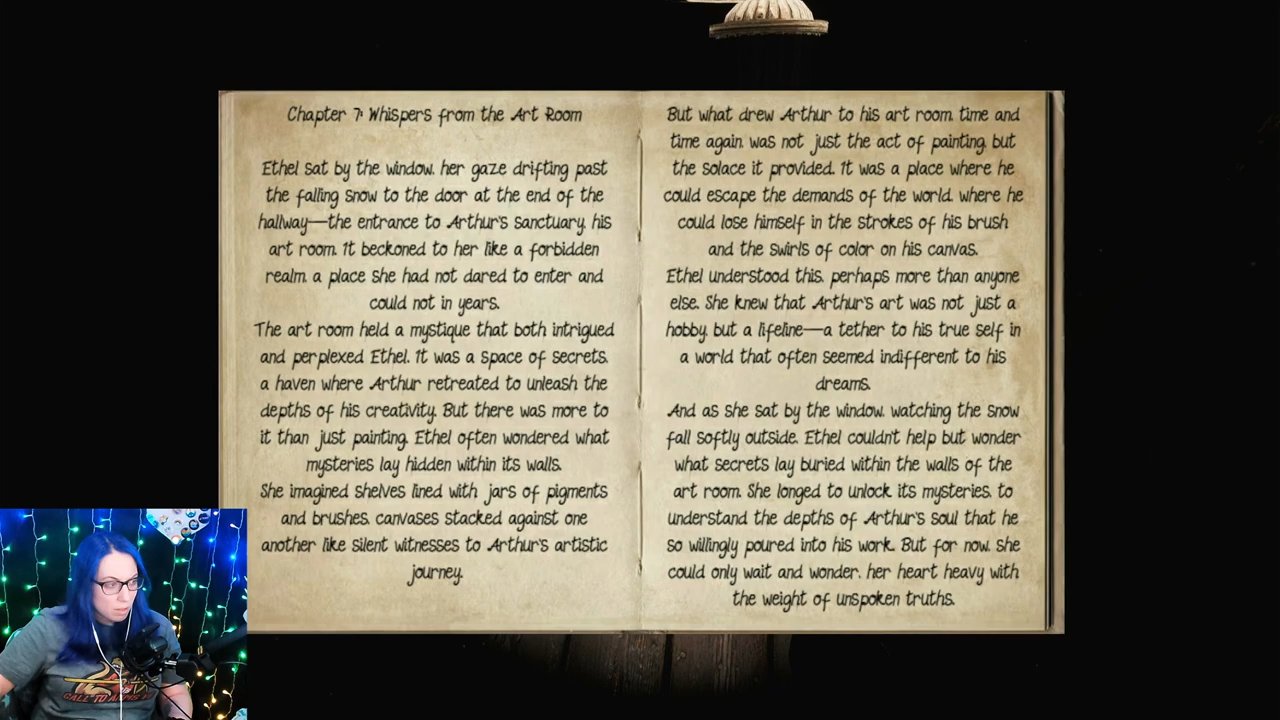 Chapter 7: Whispers from the Art Room
Ethel sat by the window, her gaze drifting past
the falling snow to the door at the end of the
hallway—the entrance to Arthur's sanctuary, his
art room. It beckoned to her like a forbidden
realm, a place she had not dared to enter and
could not in years.
The art room held a mystique that both intrigued
and perplexed Ethel. It was a space of secrets,
a haven where Arthur retreated to unleash the
depths of his creativity. But there was more to
it than just painting. Ethel often wondered what
mysteries lay hidden within its walls.
She imagined shelves lined with jars of pigments
and brushes, canvases stacked against one
another like silent witnesses to Arthur's artistic
journey.
But what drew Arthur to his art room, time and
time again, was not just the act of painting, but
the solace it provided. It was a place where he
could escape the demands of the world, where he
could lose himself in the strokes of his brush
and the swirls of color on his canvas.
Ethel understood this, perhaps more than anyone
else. She knew that Arthur's art was not just a
hobby, but a lifeline—a tether to his true self in
a world that often seemed indifferent to his
dreams.
And as she sat by the window, watching the snow
fall softly outside, Ethel couldn't help but wonder
what secrets lay buried within the walls of the
art room. She longed to unlock its mysteries, to
understand the depths of Arthur's soul that he
so willingly poured into his work. But for now, she
could only wait and wonder, her heart heavy with
the weight of unspoken truths.
CALL TO ARMS